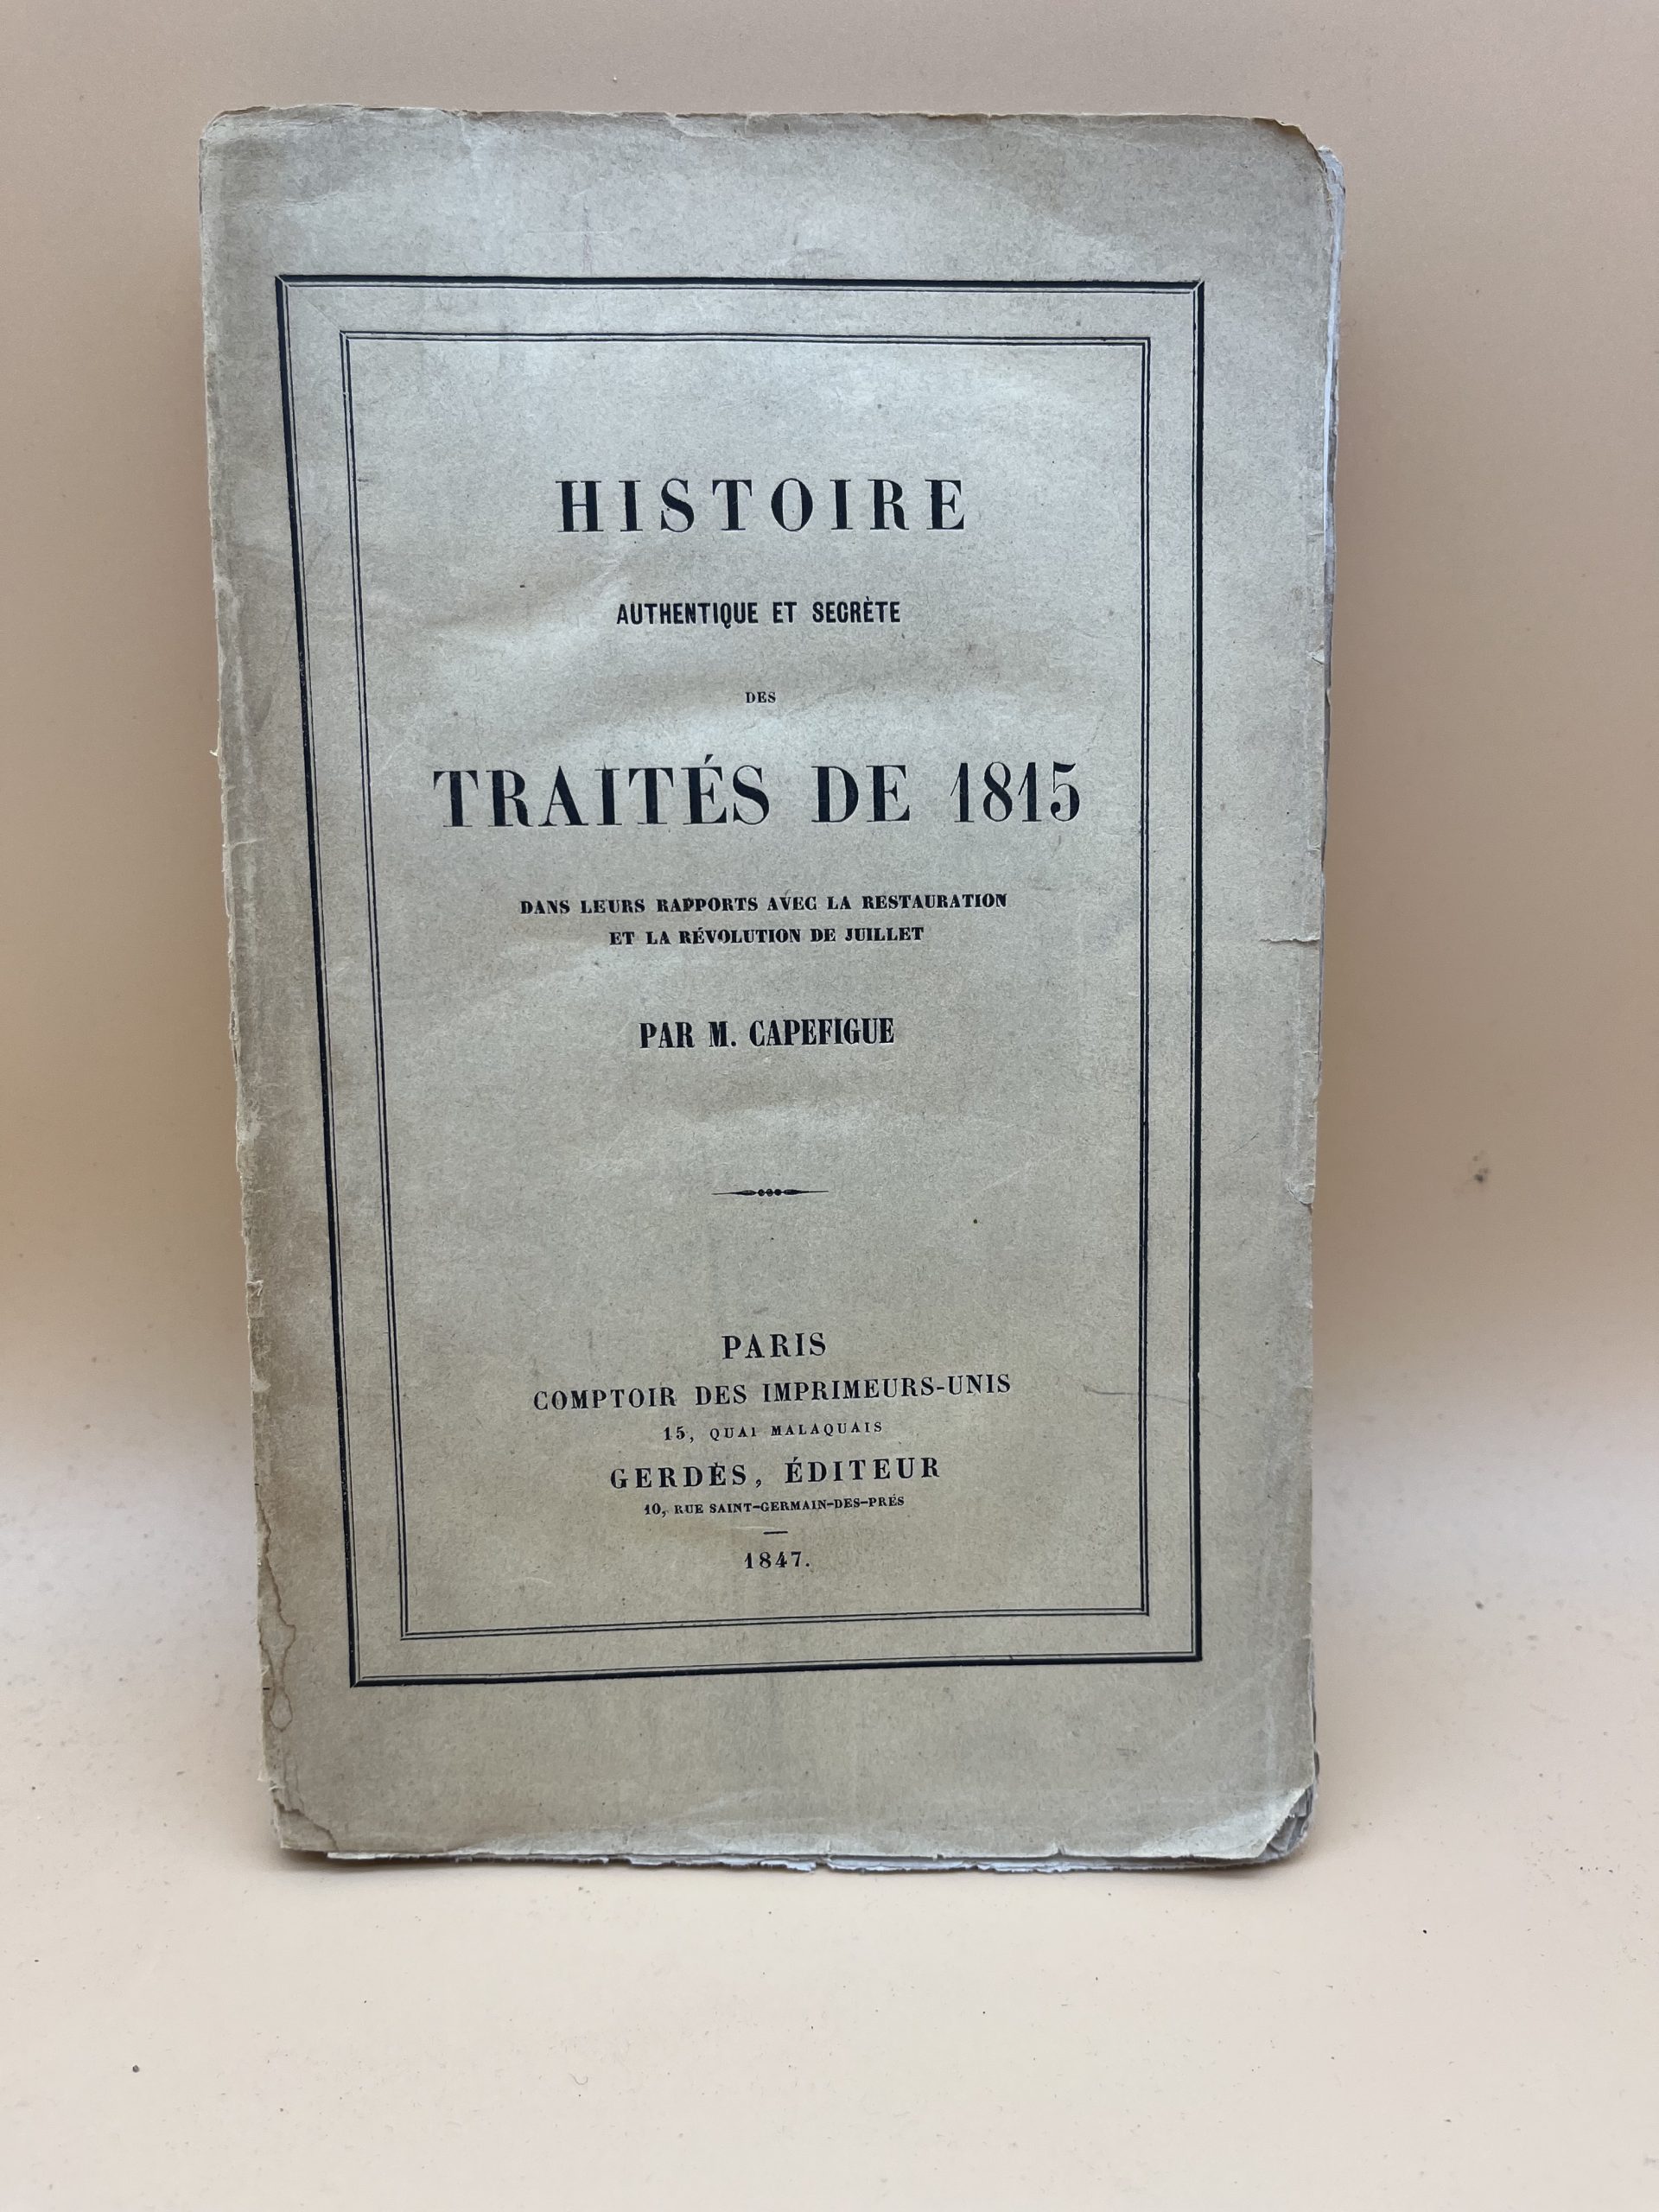 HISTOIRE
AUTHENTIQUE ET SECRÈTE
DES
TRAITÉS DE 1815
DANS LEURS RAPPORTS AVEC LA RESTAURATION
ET LA RÉVOLUTION DE JUILLET
PAR M. CAPEFIGUE
PARIS
COMPTOIR DES IMPRIMEURS-UNIS
15, QUAI MALAQUAIS
GERDÈS, ÉDITEUR
10, RUE SAINT-GERMAIN-DES-PRÉS
1847.